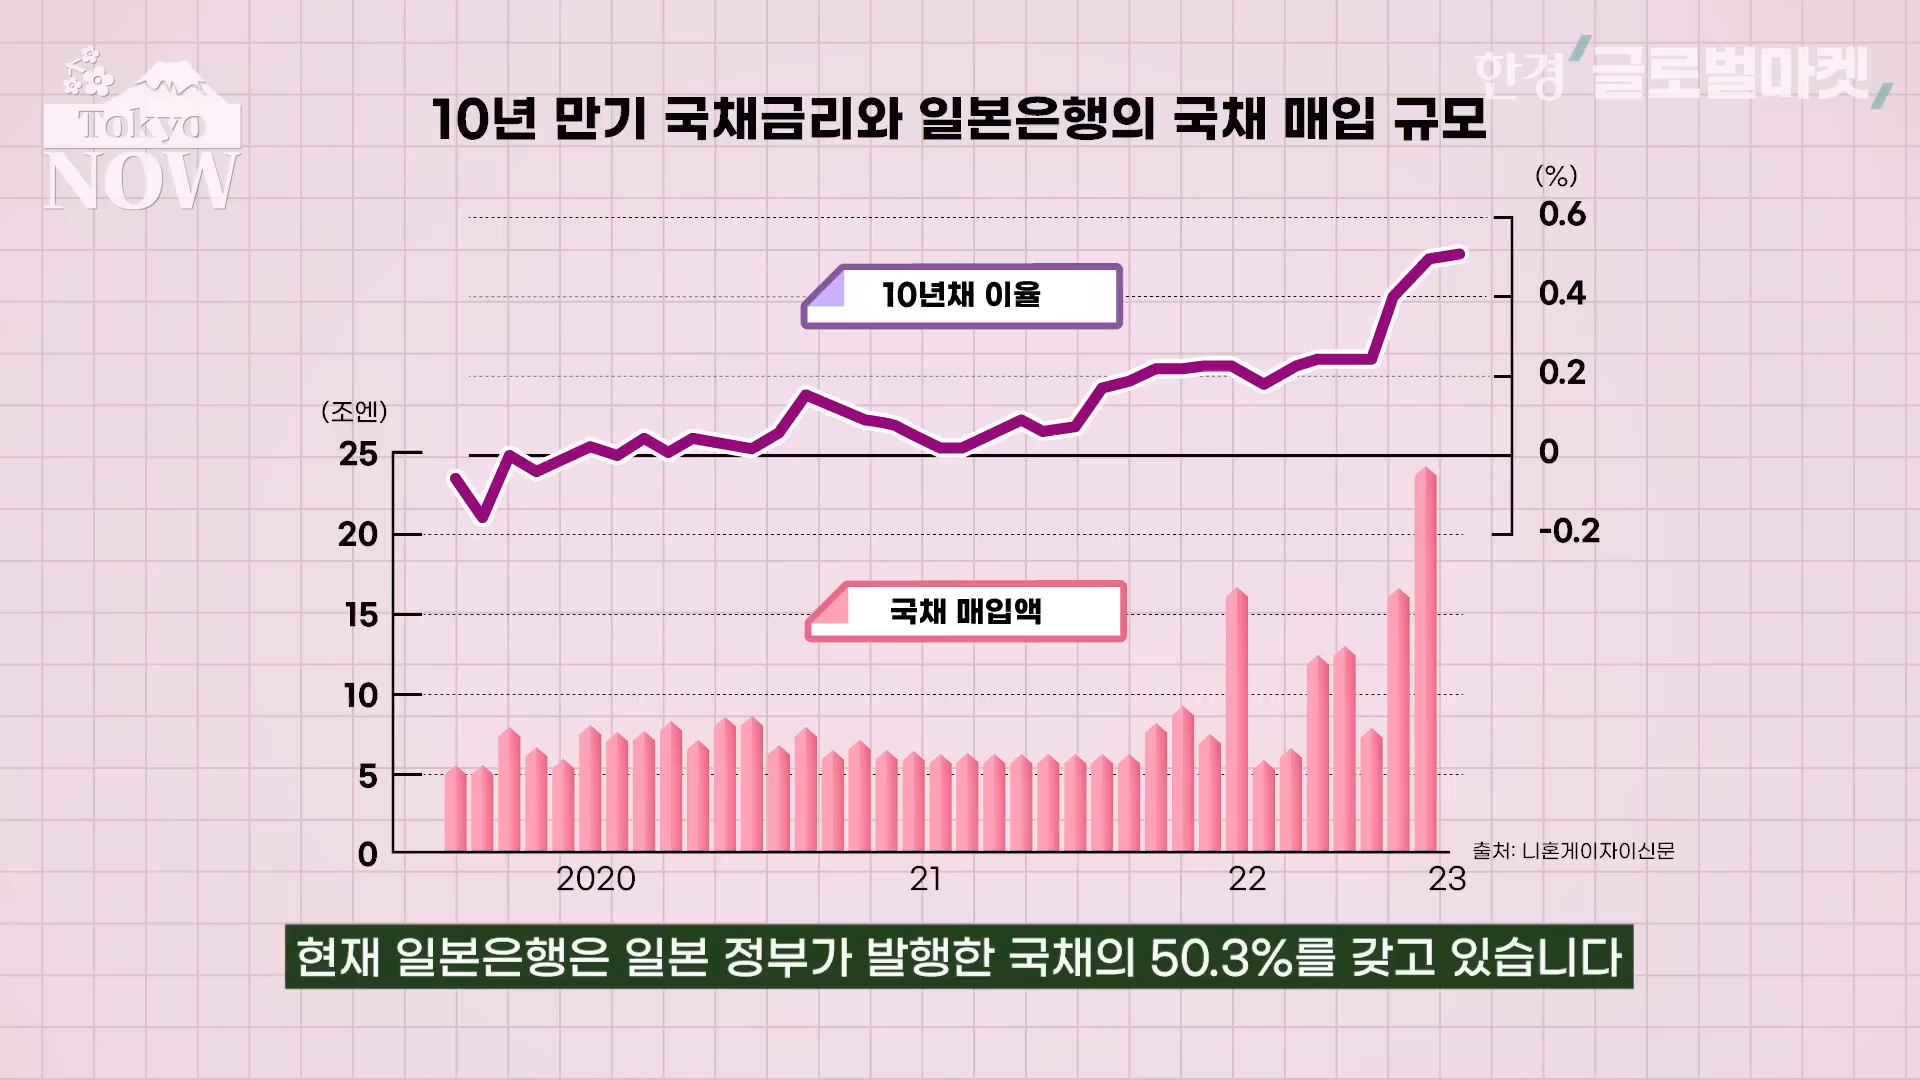 Tokyo
NOW
한경 글로벌마켓
10년 만기 국채금리와 일본은행의 국채 매입 규모
(%)
0.6
10년채 이율
0.4
0.2
(조엔)
25
0
20
-0.2
국채 매입액
15
10
5
0
출처: 니혼게이자이신문
2020 21 22 23
현재 일본은행은 일본 정부가 발행한 국채의 50.3%를 갖고 있습니다